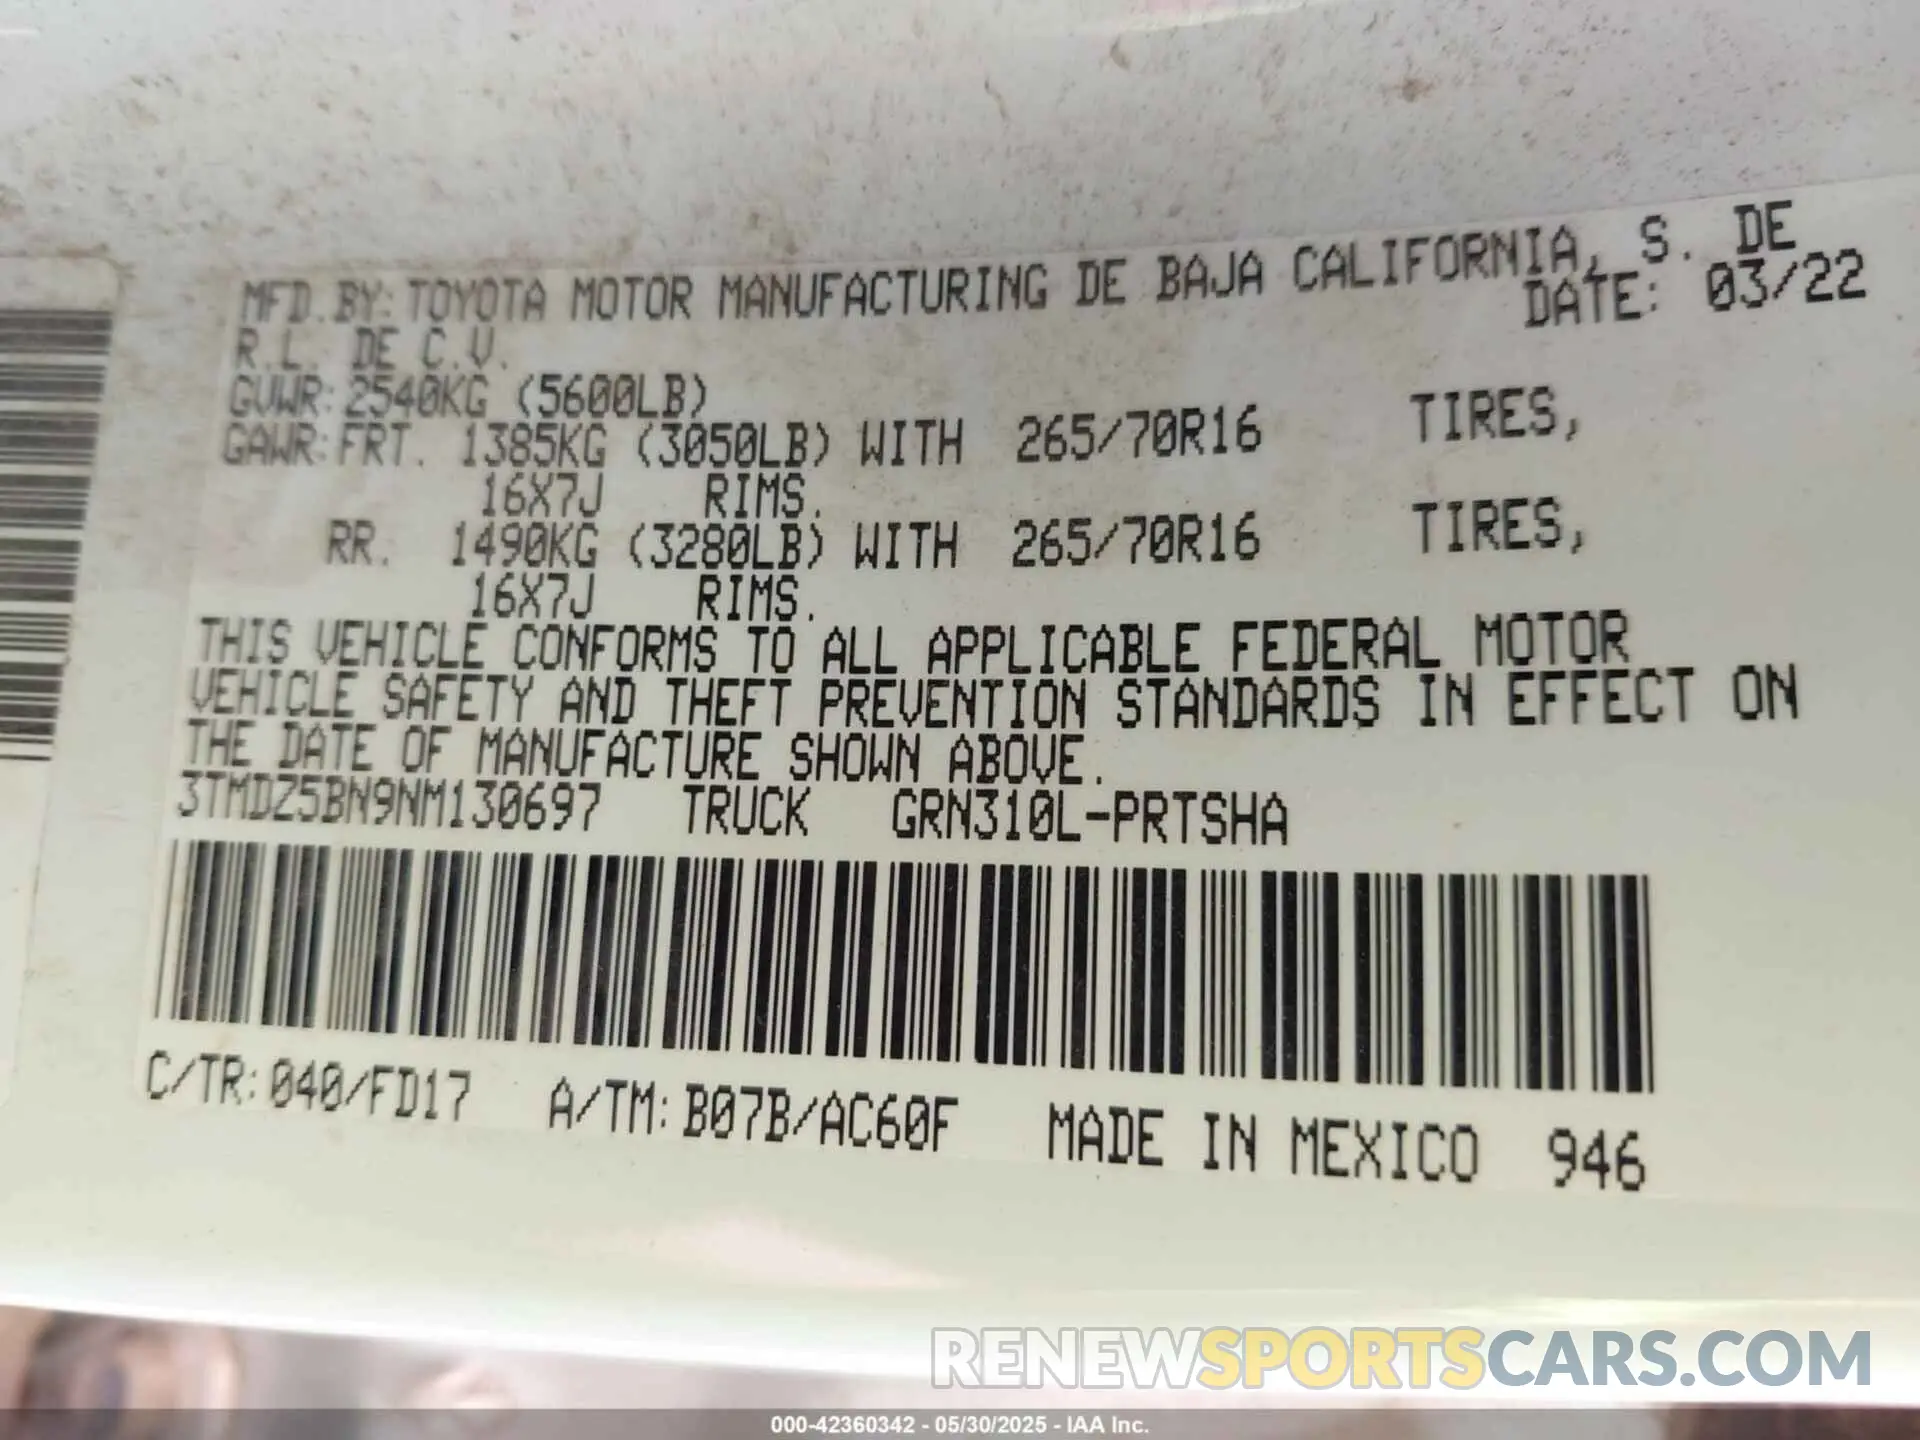 MFD.BY: TOYOTA MOTOR MANUFACTURING DE BAJA CALIFORNIA, S. DE
R.L. DE C.V. DATE: 03/22
GVWR: 2540KG (5600LB)
GAWR: FRT. 1385KG (3050LB) WITH 265/70R16 TIRES,
16X7J RIMS.
RR. 1490KG (3280LB) WITH 265/70R16 TIRES,
16X7J RIMS.
THIS VEHICLE CONFORMS TO ALL APPLICABLE FEDERAL MOTOR
VEHICLE SAFETY AND THEFT PREVENTION STANDARDS IN EFFECT ON
THE DATE OF MANUFACTURE SHOWN ABOVE.
3TMDZ5BN9NM130697 TRUCK GRN310L-PRTSHA
C/TR: 040/FD17 A/TM: B07B/AC60F MADE IN MEXICO 946
RENEWSPORTSCARS.COM
000-42360342 - 05/30/2025 - IAA Inc.